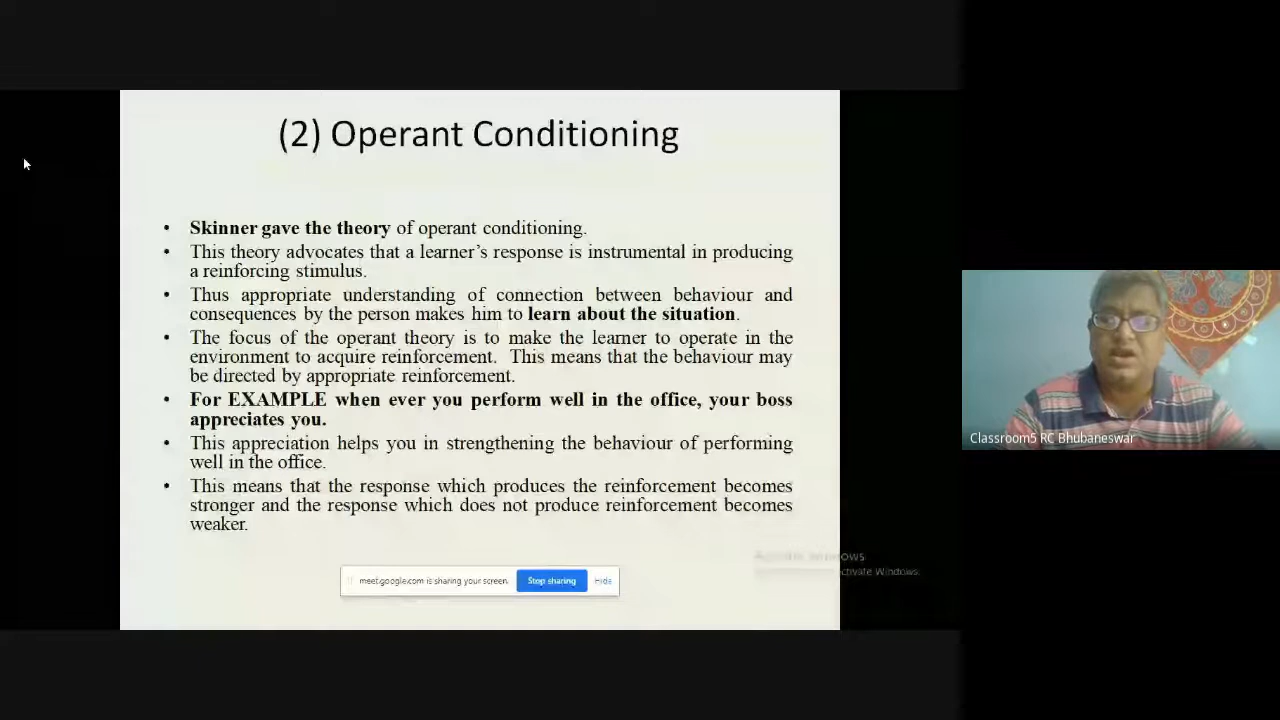 (2) Operant Conditioning
• Skinner gave the theory of operant conditioning.
• This theory advocates that a learner's response is instrumental in producing
a reinforcing stimulus.
• Thus appropriate understanding of connection between behaviour and
consequences by the person makes him to learn about the situation.
• The focus of the operant theory is to make the learner to operate in the
environment to acquire reinforcement. This means that the behaviour may
be directed by appropriate reinforcement.
• For EXAMPLE when ever you perform well in the office, your boss
appreciates you.
• This appreciation helps you in strengthening the behaviour of performing
well in the office.
• This means that the response which produces the reinforcement becomes
stronger and the response which does not produce reinforcement becomes
weaker.
meet.google.com is sharing your screen. Stop sharing Hide
Activate Windows
Activate Windows.
Classroom5 RC Bhubaneswar